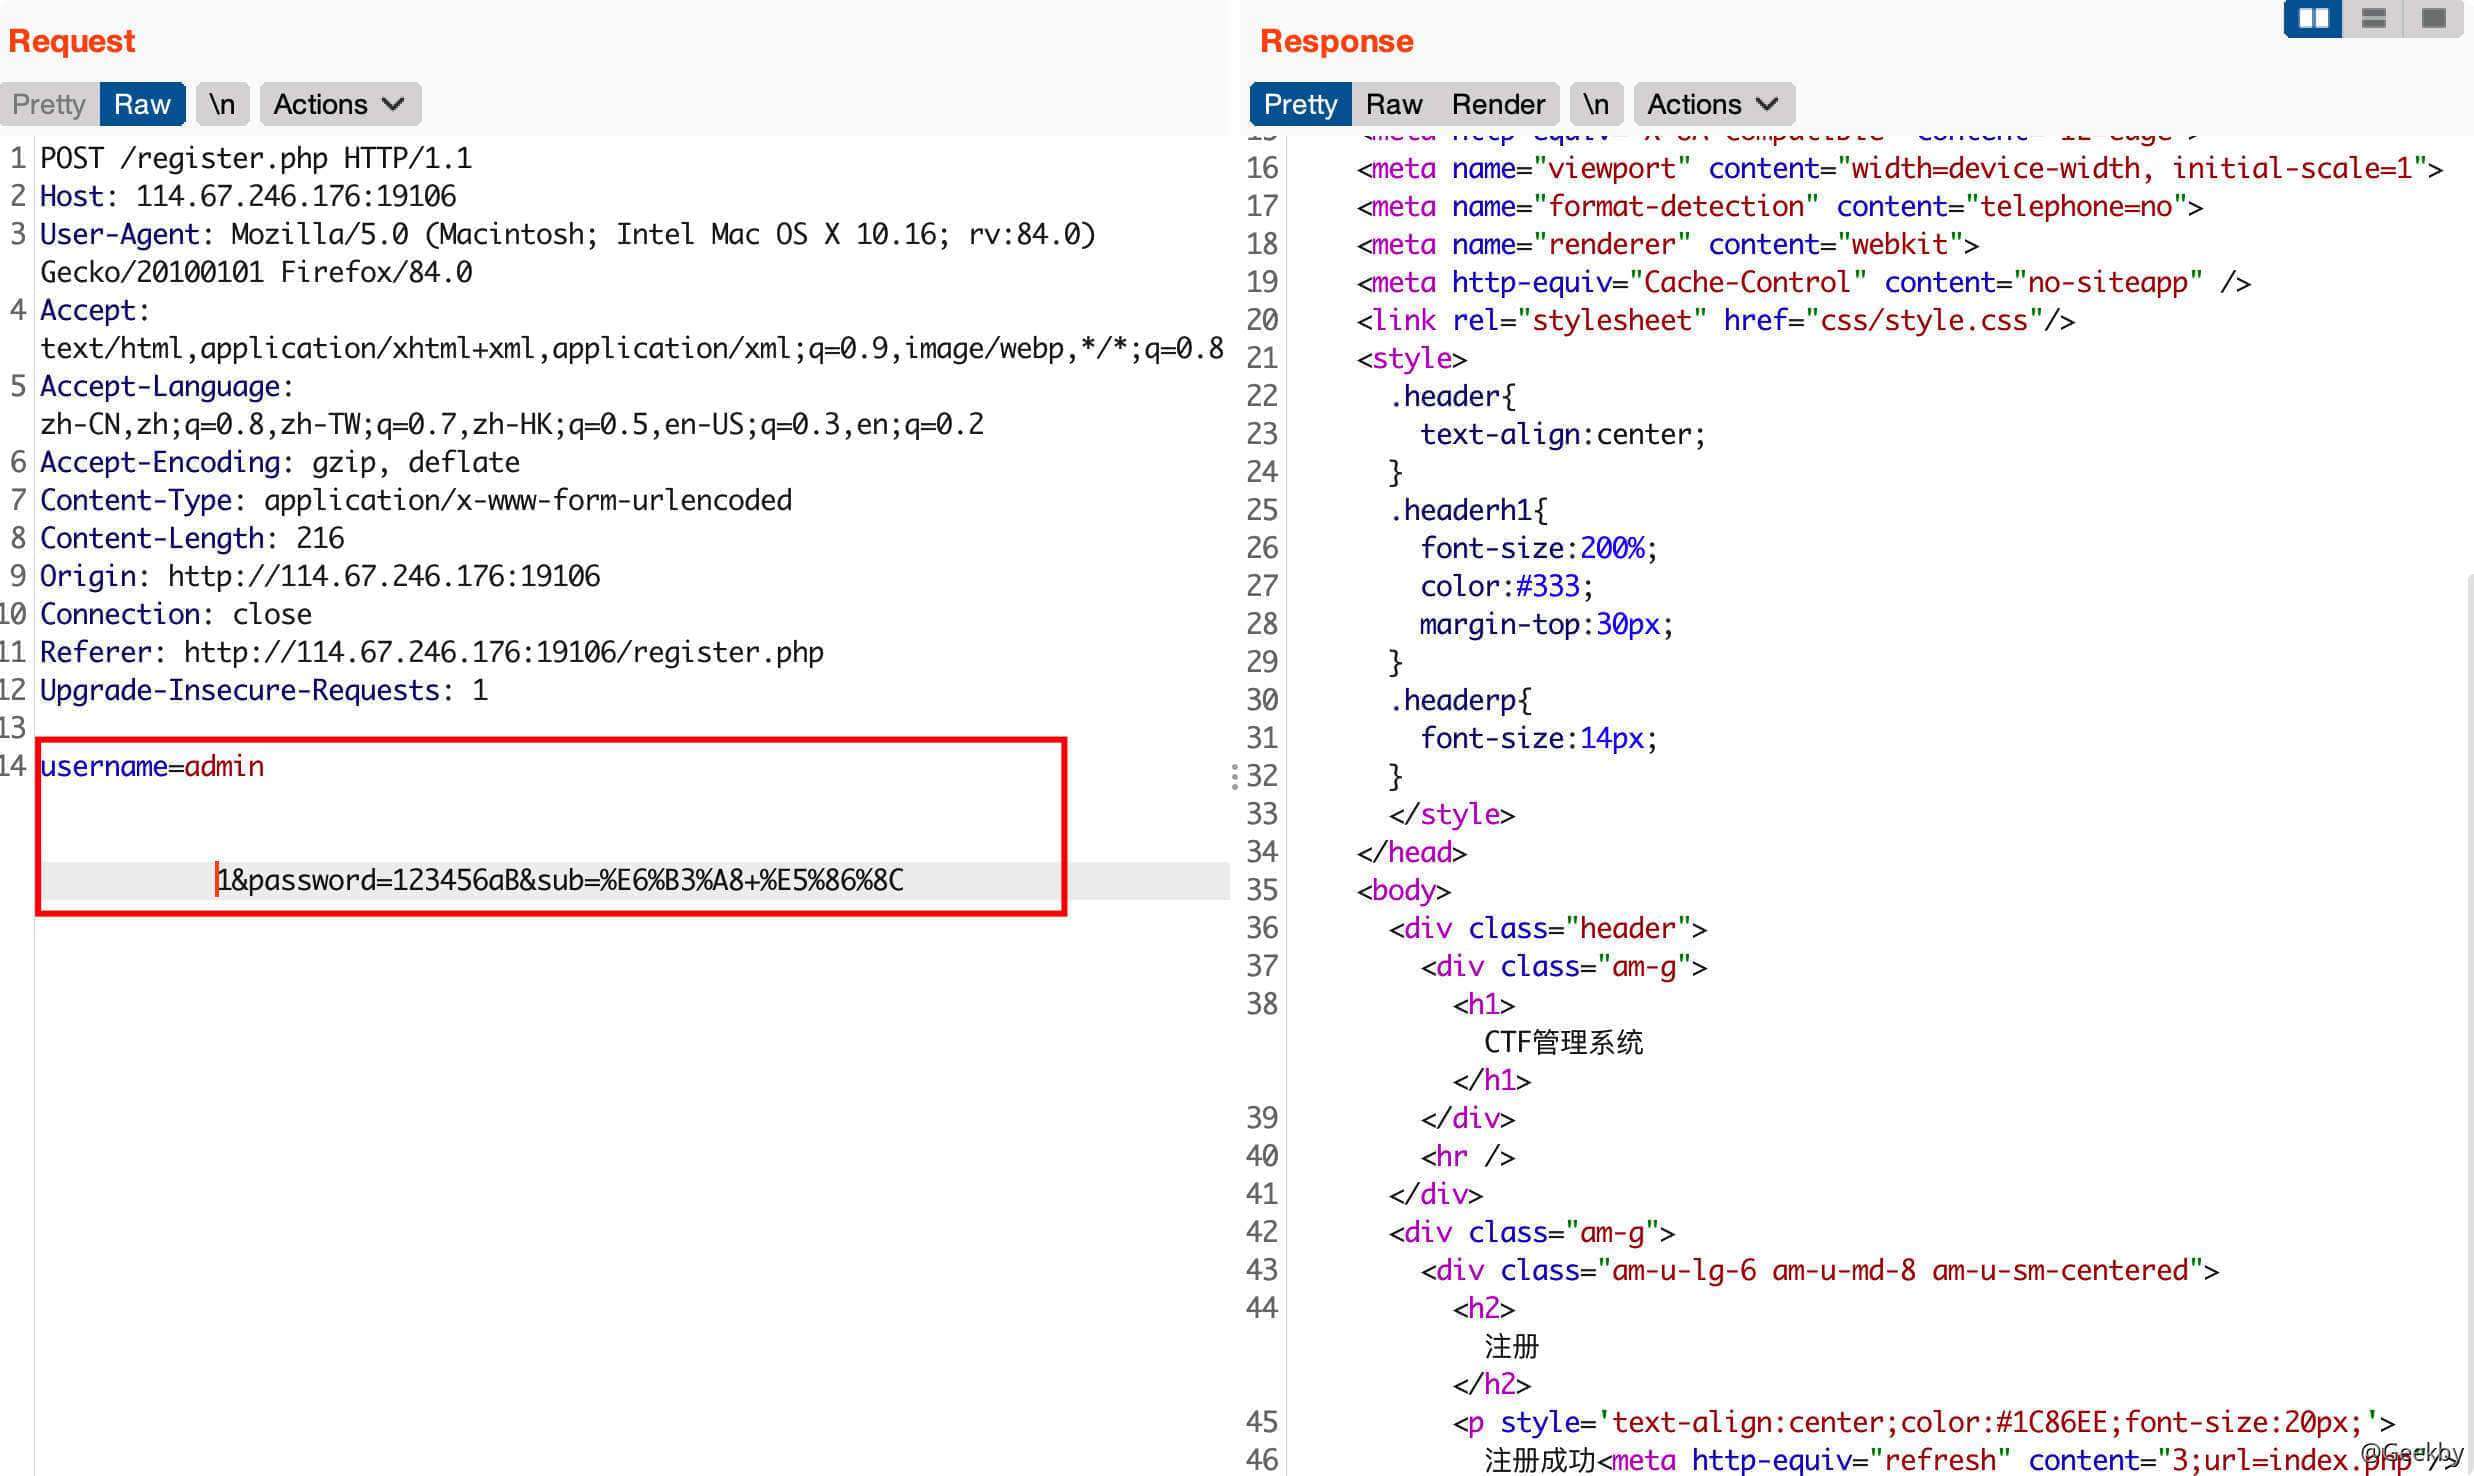 Request
Pretty Raw \n Actions
1 POST /register.php HTTP/1.1
2 Host: 114.67.246.176:19106
3 User-Agent: Mozilla/5.0 (Macintosh; Intel Mac OS X 10.16; rv:84.0)
Gecko/20100101 Firefox/84.0
4 Accept:
text/html,application/xhtml+xml,application/xml;q=0.9,image/webp,*/*;q=0.8
5 Accept-Language:
zh-CN,zh;q=0.8,zh-TW;q=0.7,zh-HK;q=0.5,en-US;q=0.3,en;q=0.2
6 Accept-Encoding: gzip, deflate
7 Content-Type: application/x-www-form-urlencoded
8 Content-Length: 216
9 Origin: http://114.67.246.176:19106
10 Connection: close
11 Referer: http://114.67.246.176:19106/register.php
12 Upgrade-Insecure-Requests: 1
13
14 username=admin
1&password=123456aB&sub=%E6%B3%A8+%E5%86%8C
Response
Pretty Raw Render \n Actions
15 <meta http-equiv="X-UA-Compatible" content="IE=edge">
16 <meta name="viewport" content="width=device-width, initial-scale=1">
17 <meta name="format-detection" content="telephone=no">
18 <meta name="renderer" content="webkit">
19 <meta http-equiv="Cache-Control" content="no-siteapp" />
20 <link rel="stylesheet" href="css/style.css"/>
21 <style>
22 .header{
23 text-align:center;
24 }
25 .headerh1{
26 font-size:200%;
27 color:#333;
28 margin-top:30px;
29 }
30 .headerp{
31 font-size:14px;
32 }
33 </style>
34 </head>
35 <body>
36 <div class="header">
37 <div class="am-g">
38 <h1>
CTF管理系统
</h1>
39 </div>
40 <hr />
41 </div>
42 <div class="am-g">
43 <div class="am-u-lg-6 am-u-md-8 am-u-sm-centered">
44 <h2>
注册
</h2>
45 <p style='text-align:center;color:#1C86EE;font-size:20px;'>
46 注册成功<meta http-equiv="refresh" content="3;url=index.php"/>
@Geekby